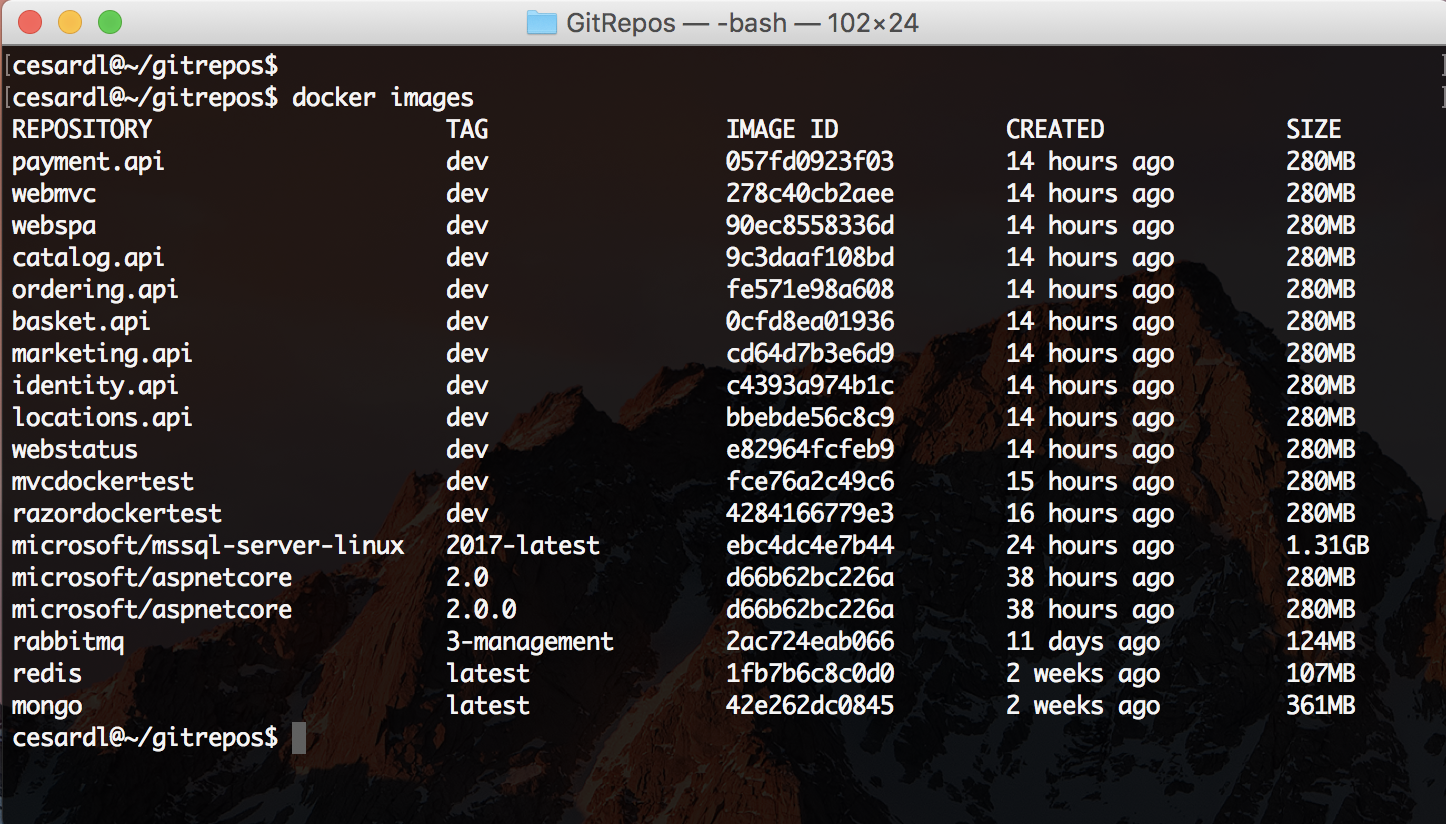 GitRepos — -bash — 102×24
[cesardl@~/gitrepos$ ]
[cesardl@~/gitrepos$ docker images ]
REPOSITORY TAG IMAGE ID CREATED SIZE
payment.api dev 057fd0923f03 14 hours ago 280MB
webmvc dev 278c40cb2aee 14 hours ago 280MB
webspa dev 90ec8558336d 14 hours ago 280MB
catalog.api dev 9c3daaf108bd 14 hours ago 280MB
ordering.api dev fe571e98a608 14 hours ago 280MB
basket.api dev 0cfd8ea01936 14 hours ago 280MB
marketing.api dev cd64d7b3e6d9 14 hours ago 280MB
identity.api dev c4393a974b1c 14 hours ago 280MB
locations.api dev bbebde56c8c9 14 hours ago 280MB
webstatus dev e82964fcfeb9 14 hours ago 280MB
mvcdockertest dev fce76a2c49c6 15 hours ago 280MB
razordockertest dev 4284166779e3 16 hours ago 280MB
microsoft/mssql-server-linux 2017-latest ebc4dc4e7b44 24 hours ago 1.31GB
microsoft/aspnetcore 2.0 d66b62bc226a 38 hours ago 280MB
microsoft/aspnetcore 2.0.0 d66b62bc226a 38 hours ago 280MB
rabbitmq 3-management 2ac724eab066 11 days ago 124MB
redis latest 1fb7b6c8c0d0 2 weeks ago 107MB
mongo latest 42e262dc0845 2 weeks ago 361MB
cesardl@~/gitrepos$